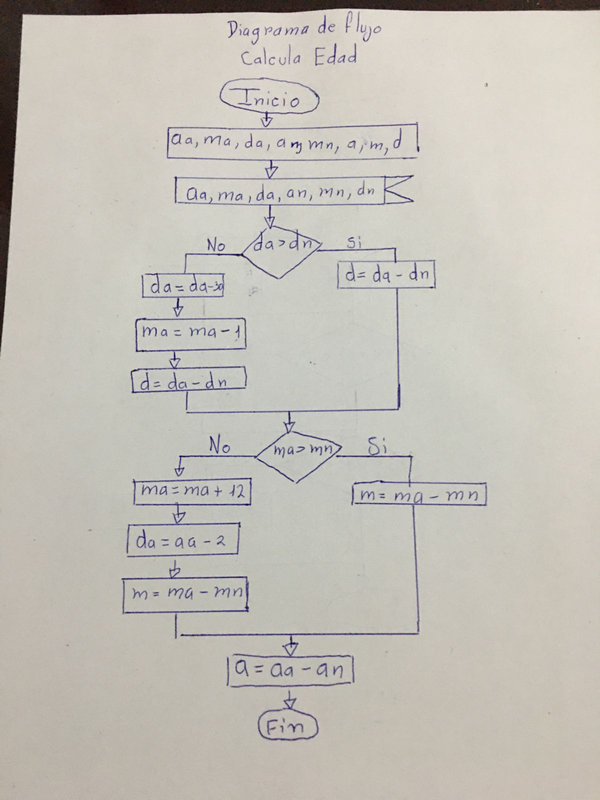 Diagrama de flujo
Calcula Edad
Inicio
aa, ma, da, an, mn, a, m, d
aa, ma, da, an, mn, dn
da > dn
No
Si
da = da-30
d = da - dn
ma = ma - 1
d = da - dn
ma > mn
No
Si
ma = ma + 12
m = ma - mn
da = aa - 2
m = ma - mn
a = aa - an
Fin